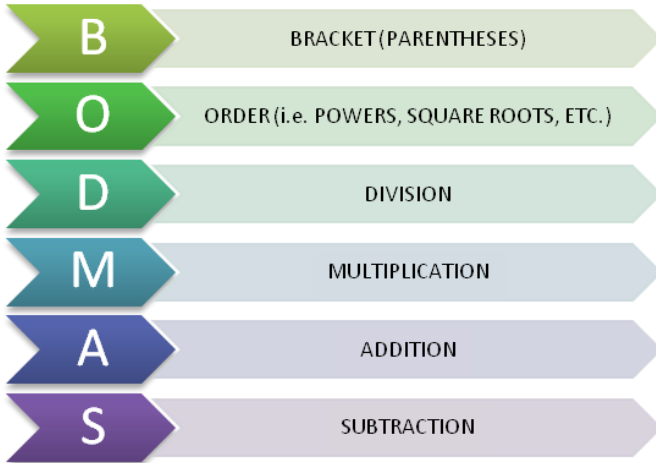 B BRACKET (PARENTHESES)
O ORDER (i.e. POWERS, SQUARE ROOTS, ETC.)
D DIVISION
M MULTIPLICATION
A ADDITION
S SUBTRACTION